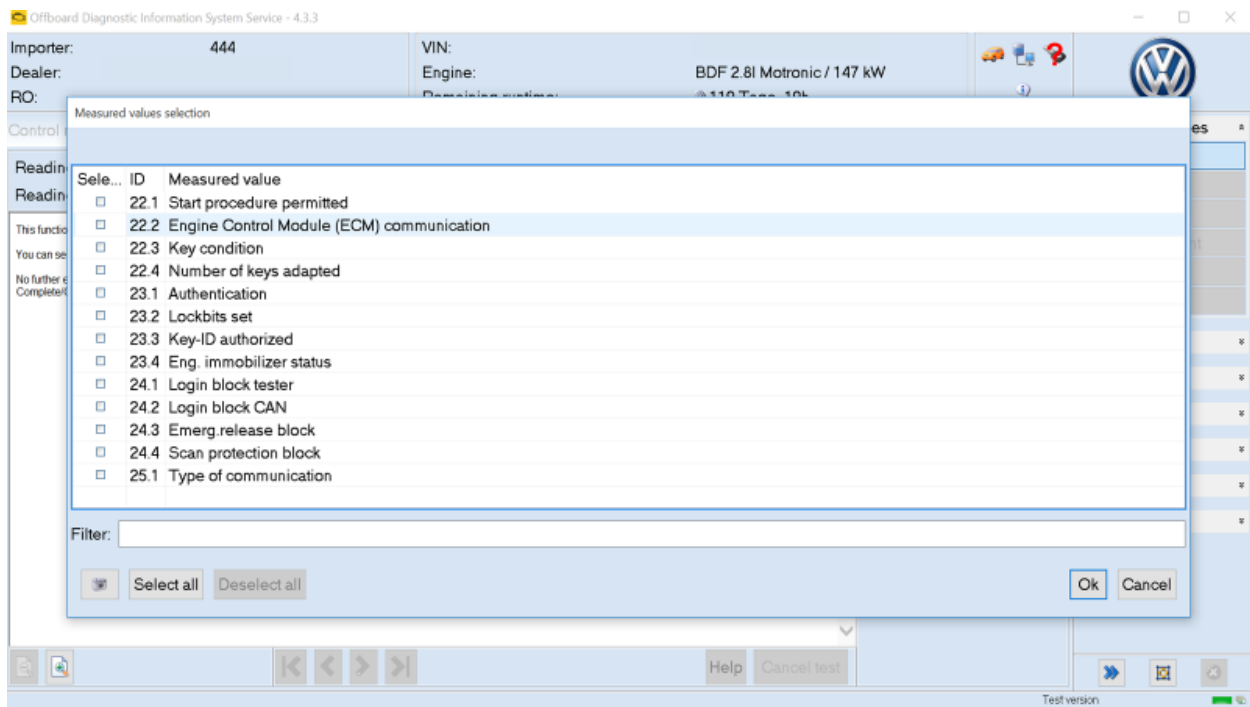 Offboard Diagnostic Information System Service - 4.3.3
Importer: 444 VIN:
Dealer: Engine: BDF 2.8l Motronic / 147 kW
RO:
Control
es
Measured values selection
Readin
Readin
This functio
You can se
No further e
Complete/
Sele... ID Measured value
22.1 Start procedure permitted
22.2 Engine Control Module (ECM) communication
22.3 Key condition
22.4 Number of keys adapted
23.1 Authentication
23.2 Lockbits set
23.3 Key-ID authorized
23.4 Eng. immobilizer status
24.1 Login block tester
24.2 Login block CAN
24.3 Emerg.release block
24.4 Scan protection block
25.1 Type of communication
Filter:
Select all Deselect all Ok Cancel
Help Cancel test
Test version